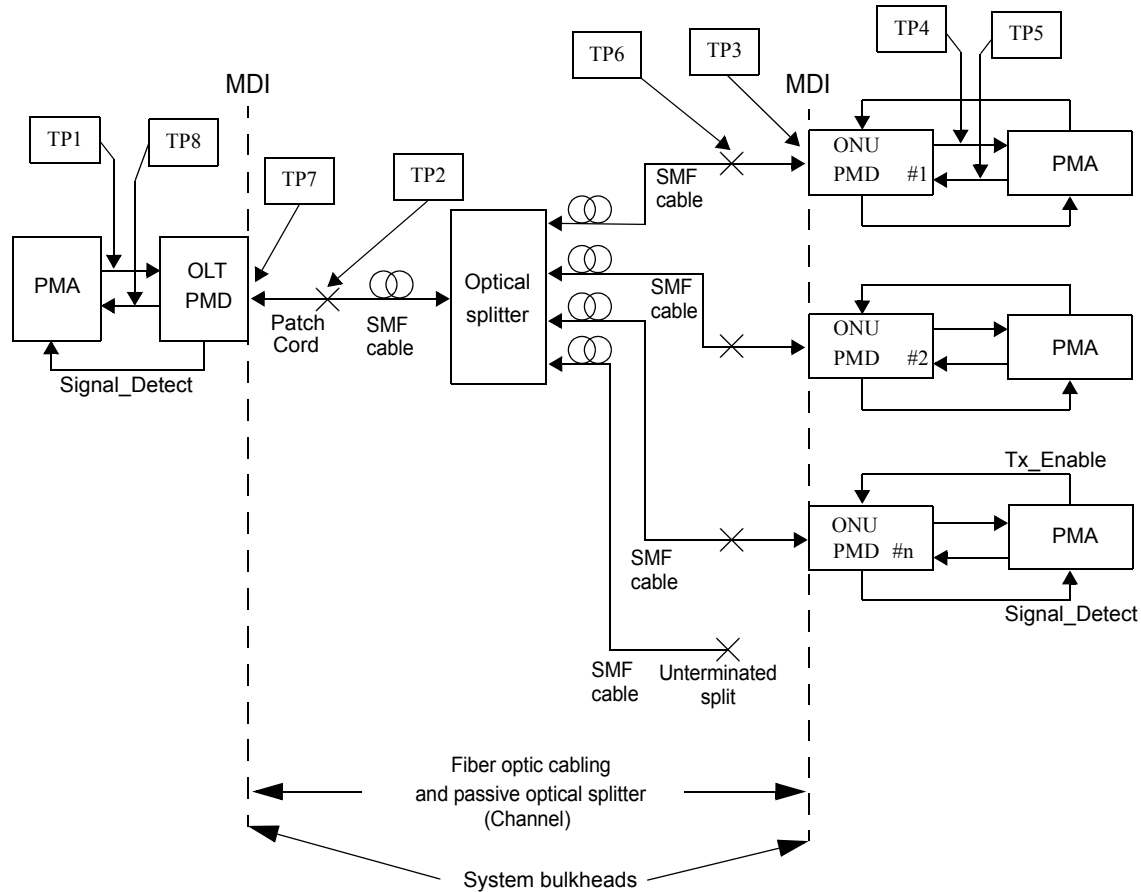 TP4
TP5
TP6
TP3
MDI
MDI
TP1
TP8
TP7
TP2
PMA
OLT
PMD
Signal_Detect
Patch
Cord
SMF
cable
Optical
splitter
SMF
cable
ONU
PMD #1
PMA
SMF
cable
ONU
PMD #2
PMA
Tx_Enable
SMF
cable
ONU
PMD #n
PMA
Signal_Detect
SMF
cable
Unterminated
split
Fiber optic cabling
and passive optical splitter
(Channel)
System bulkheads